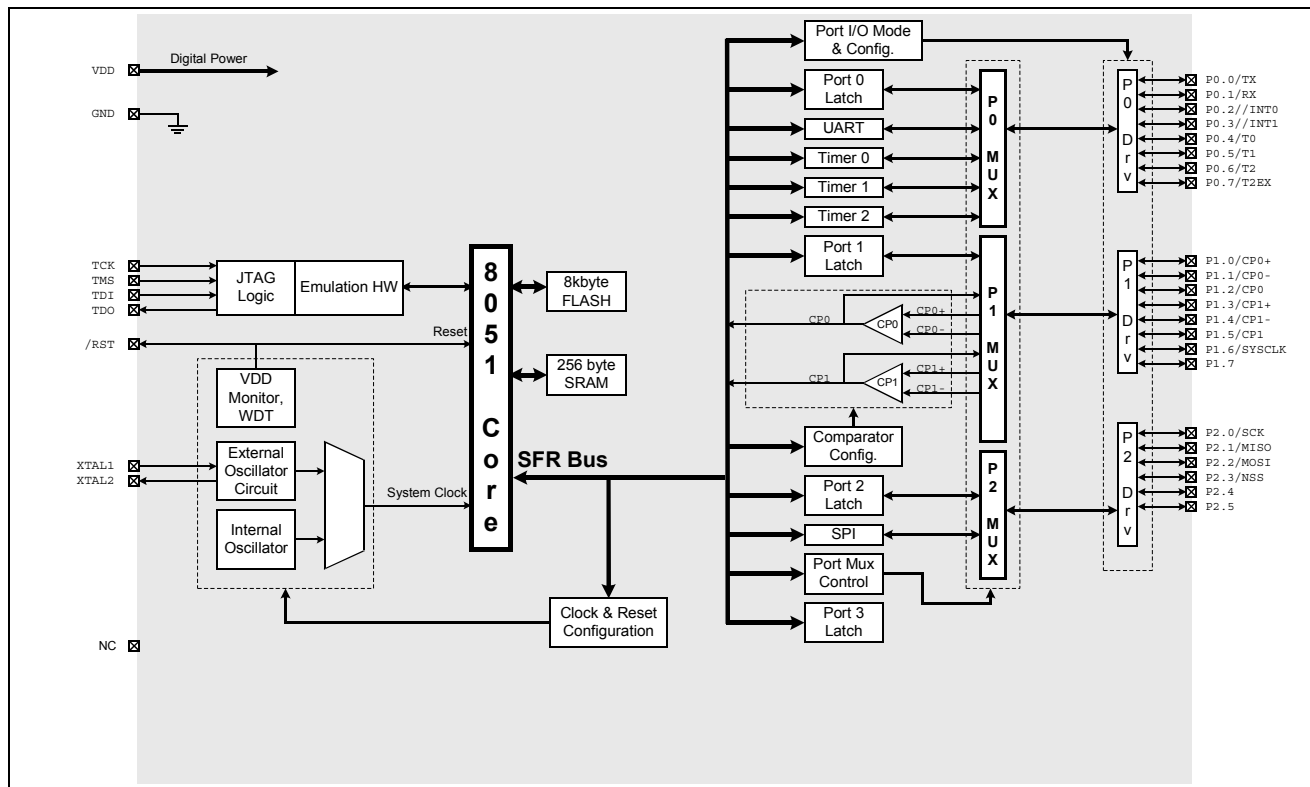 VDD
Digital Power
GND
TCK
TMS
TDI
TDO
JTAG
Logic
Emulation HW
/RST
Reset
VDD
Monitor,
WDT
XTAL1
XTAL2
External
Oscillator
Circuit
Internal
Oscillator
System Clock
NC
8
0
5
1
C
o
r
e
8kbyte
FLASH
256 byte
SRAM
SFR Bus
Clock & Reset
Configuration
Port I/O Mode
& Config.
Port 0
Latch
UART
Timer 0
Timer 1
Timer 2
Port 1
Latch
CP0
CP0
CP0+
CP0-
CP1
CP1
CP1+
CP1-
Comparator
Config.
Port 2
Latch
SPI
Port Mux
Control
Port 3
Latch
P
0
M
U
X
P
1
M
U
X
P
2
M
U
X
P
0
D
r
v
P
1
D
r
v
P
2
D
r
v
P0.0/TX
P0.1/RX
P0.2//INT0
P0.3//INT1
P0.4/T0
P0.5/T1
P0.6/T2
P0.7/T2EX
P1.0/CP0+
P1.1/CP0-
P1.2/CP0
P1.3/CP1+
P1.4/CP1-
P1.5/CP1
P1.6/SYSCLK
P1.7
P2.0/SCK
P2.1/MISO
P2.2/MOSI
P2.3/NSS
P2.4
P2.5